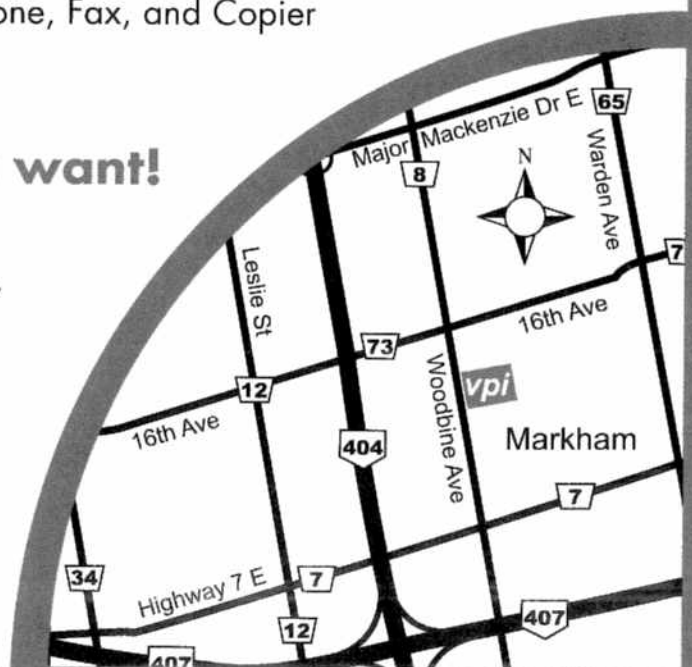 one, Fax, and Copier
want!
Major Mackenzie Dr E
65
8
N
Warden Ave
Leslie St
7
16th Ave
73
12
Woodbine Ave
vpi
16th Ave
404
Markham
7
34
Highway 7 E
7
12
407
407